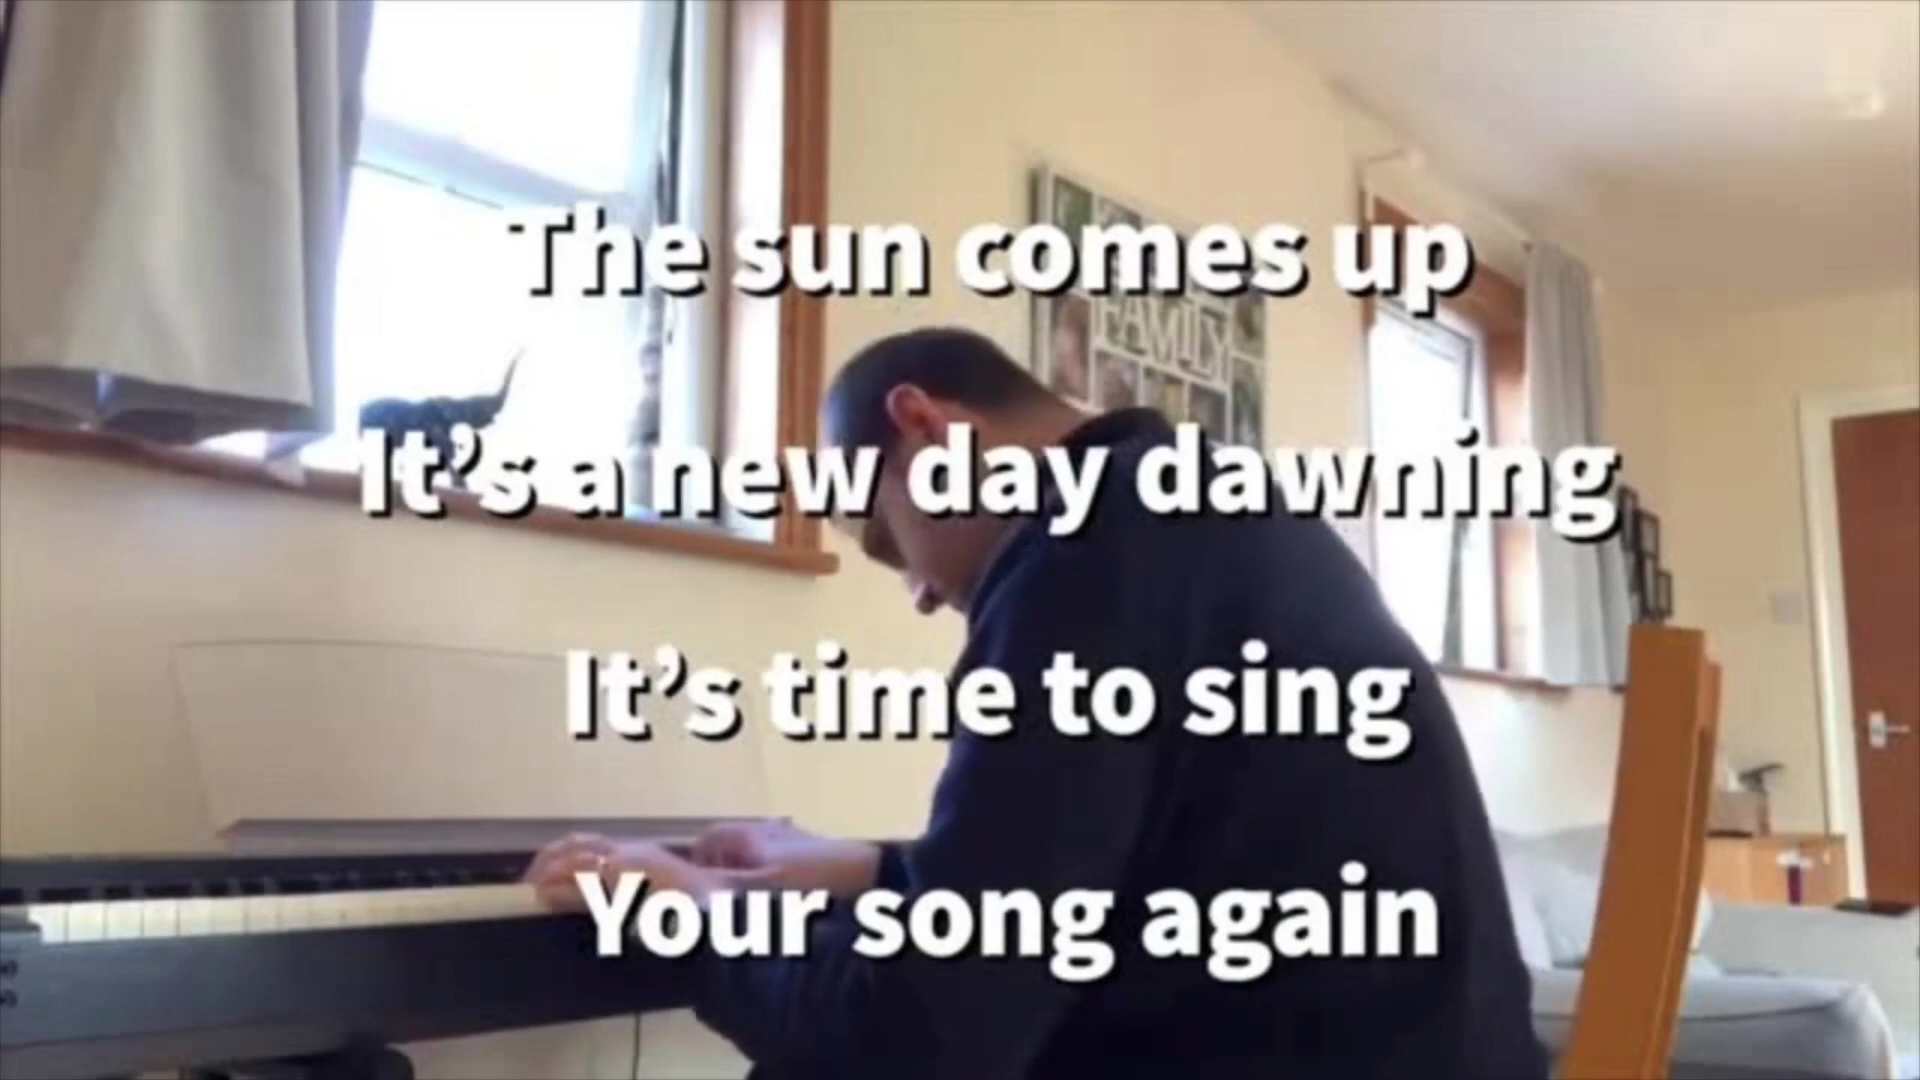 The sun comes up
FAMILY
It’s a new day dawning
It’s time to sing
Your song again